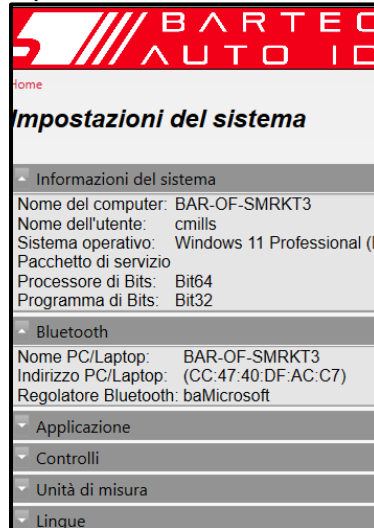 BARTEC
AUTO ID
Home
Impostazioni del sistema
Informazioni del sistema
Nome del computer: BAR-OF-SMRKT3
Nome dell'utente: cmills
Sistema operativo: Windows 11 Professional (
Pacchetto di servizio
Processore di Bits: Bit64
Programma di Bits: Bit32
Bluetooth
Nome PC/Laptop: BAR-OF-SMRKT3
Indirizzo PC/Laptop: (CC:47:40:DF:AC:C7)
Regolatore Bluetooth: baMicrosoft
Applicazione
Controlli
Unità di misura
Lingue